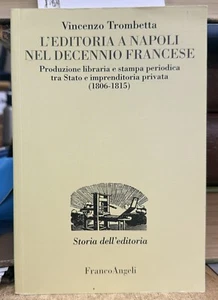 Vincenzo Trombetta
L'EDITORIA A NAPOLI
NEL DECENNIO FRANCESE
Produzione libraria e stampa periodica
tra Stato e imprenditoria privata
(1806-1815)
Storia dell'editoria
FrancoAngeli